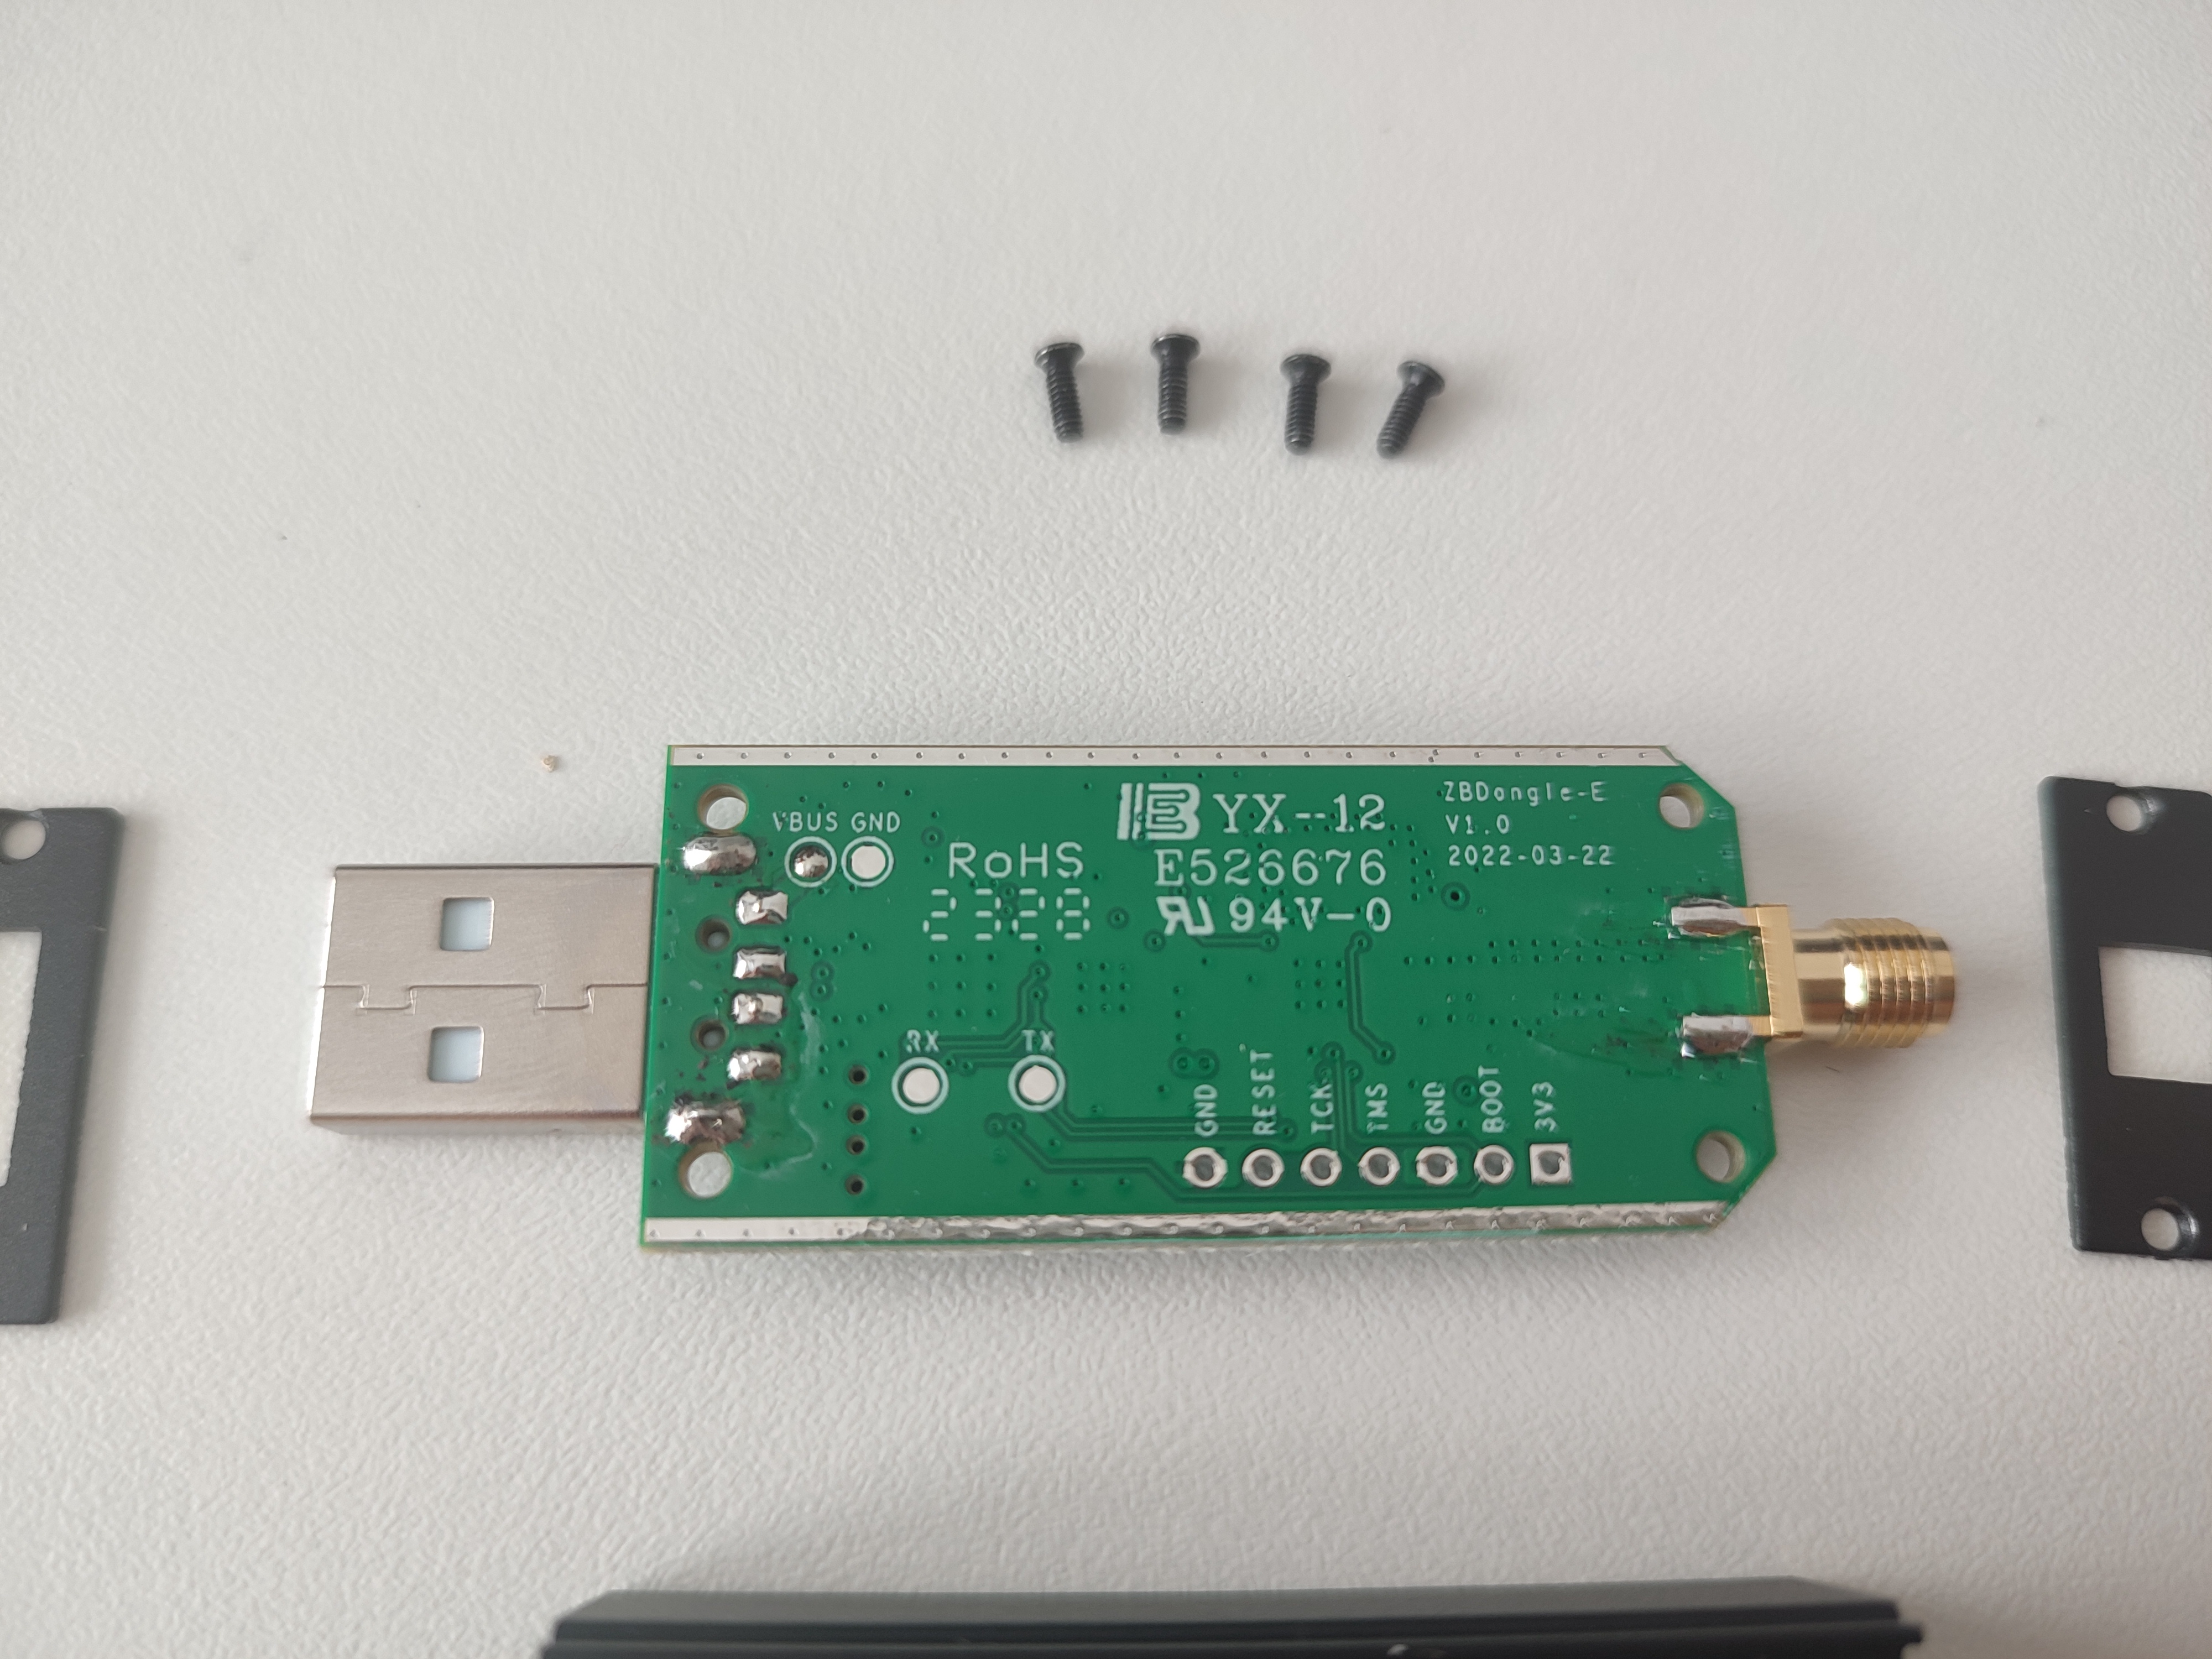 VBUS GND
RoHS
2328
YX-12
E526676
94V-0
ZBDongle-E
V1.0
2022-03-22
RX
TX
GND
RESET
TCK
TMS
GND
BOOT
3V3